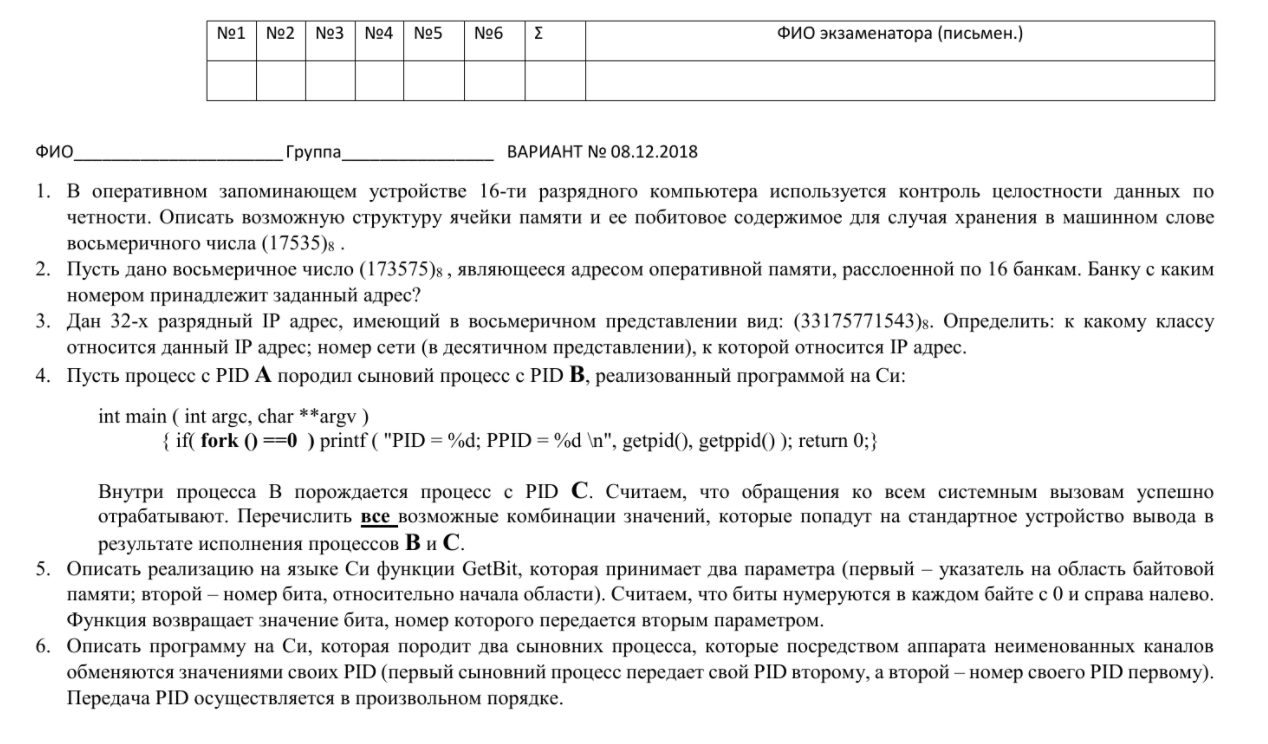 №1 №2 №3 №4 №5 №6 Σ ФИО экзаменатора (письмен.)
ФИО_______________________ Группа_________________ ВАРИАНТ № 08.12.2018
1. В оперативном запоминающем устройстве 16-ти разрядного компьютера используется контроль целостности данных по
четности. Описать возможную структуру ячейки памяти и ее побитовое содержимое для случая хранения в машинном слове
восьмеричного числа (17535)₈ .
2. Пусть дано восьмеричное число (173575)₈ , являющееся адресом оперативной памяти, расслоенной по 16 банкам. Банку с каким
номером принадлежит заданный адрес?
3. Дан 32-х разрядный IP адрес, имеющий в восьмеричном представлении вид: (33175771543)₈. Определить: к какому классу
относится данный IP адрес; номер сети (в десятичном представлении), к которой относится IP адрес.
4. Пусть процесс с PID A породил сыновий процесс с PID B, реализованный программой на Си:
int main ( int argc, char **argv )
{ if( fork () ==0 ) printf ( "PID = %d; PPID = %d \n", getpid(), getppid() ); return 0;}
Внутри процесса B порождается процесс с PID C. Считаем, что обращения ко всем системным вызовам успешно
отрабатывают. Перечислить все возможные комбинации значений, которые попадут на стандартное устройство вывода в
результате исполнения процессов B и C.
5. Описать реализацию на языке Си функции GetBit, которая принимает два параметра (первый – указатель на область байтовой
памяти; второй – номер бита, относительно начала области). Считаем, что биты нумеруются в каждом байте с 0 и справа налево.
Функция возвращает значение бита, номер которого передается вторым параметром.
6. Описать программу на Си, которая породит два сыновних процесса, которые посредством аппарата неименованных каналов
обменяются значениями своих PID (первый сыновний процесс передает свой PID второму, а второй – номер своего PID первому).
Передача PID осуществляется в произвольном порядке.